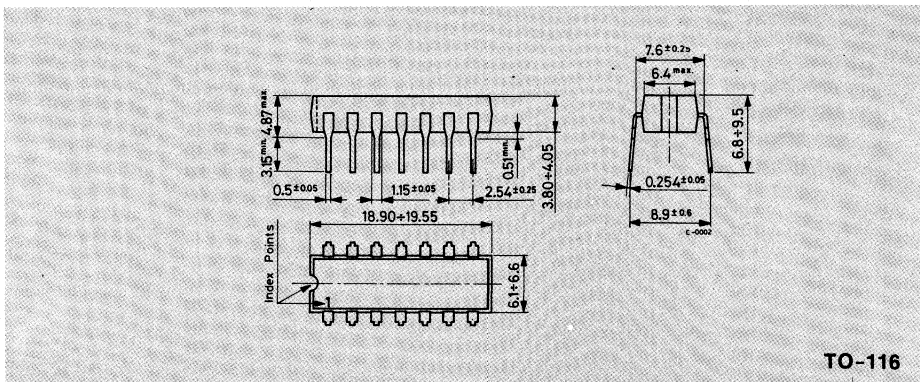 7.6±0.25
6.4 max.
4.87 max.
3.15 min.
0.51 min.
3.80÷4.05
6.8÷9.5
0.5±0.05
1.15±0.05
2.54±0.25
0.254±0.05
8.9±0.6
C-0002
18.90÷19.55
Index Points
1
6.1÷6.6
TO-116